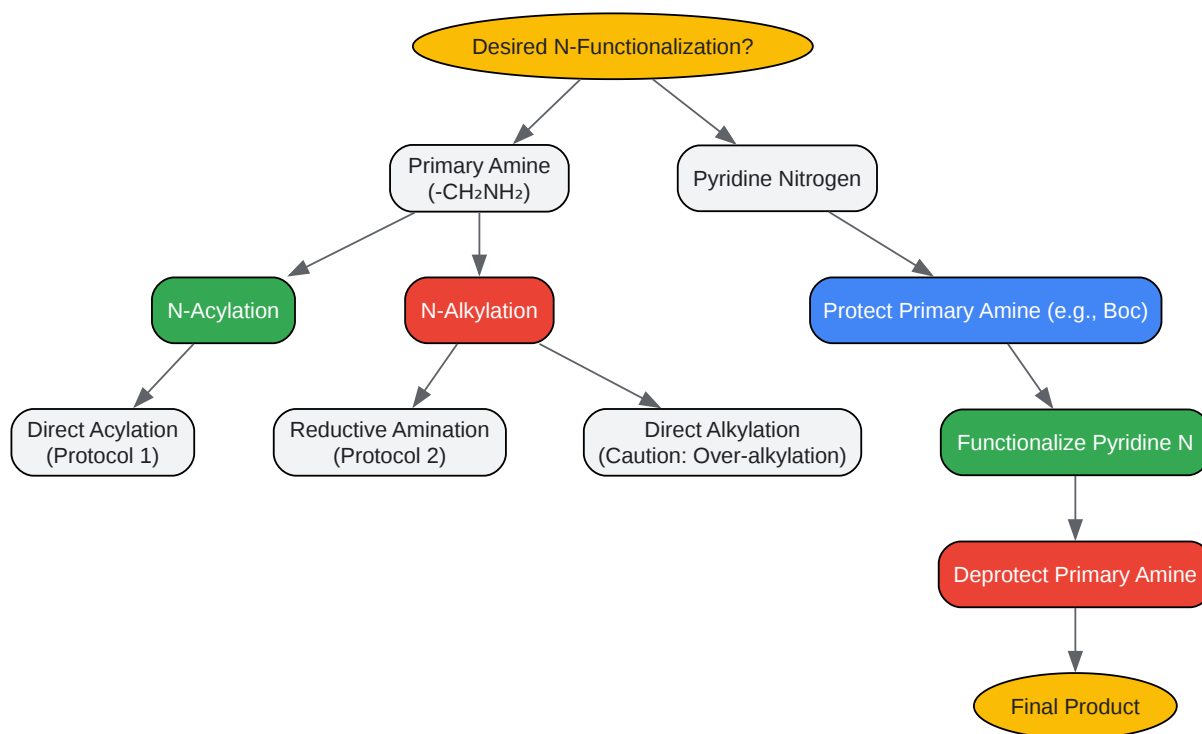 Desired N-Functionalization?
Primary Amine
(-CH₂NH₂)
Pyridine Nitrogen
N-Acylation
N-Alkylation
Protect Primary Amine (e.g., Boc)
Direct Acylation
(Protocol 1)
Reductive Amination
(Protocol 2)
Direct Alkylation
(Caution: Over-alkylation)
Functionalize Pyridine N
Deprotect Primary Amine
Final Product